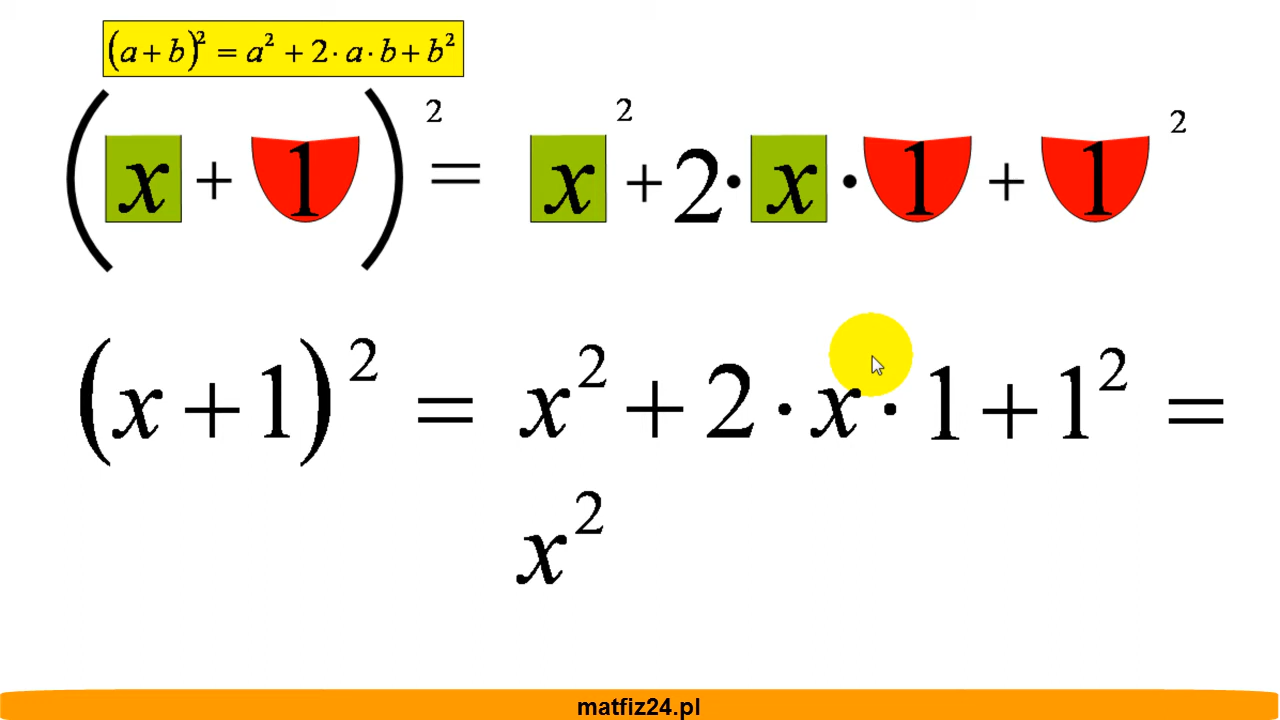 (a + b)² = a² + 2 · a · b + b²
(x + 1)² = x² + 2 · x · 1 + 1²
(x + 1)² = x² + 2 · x · 1 + 1² =
x²
matfiz24.pl